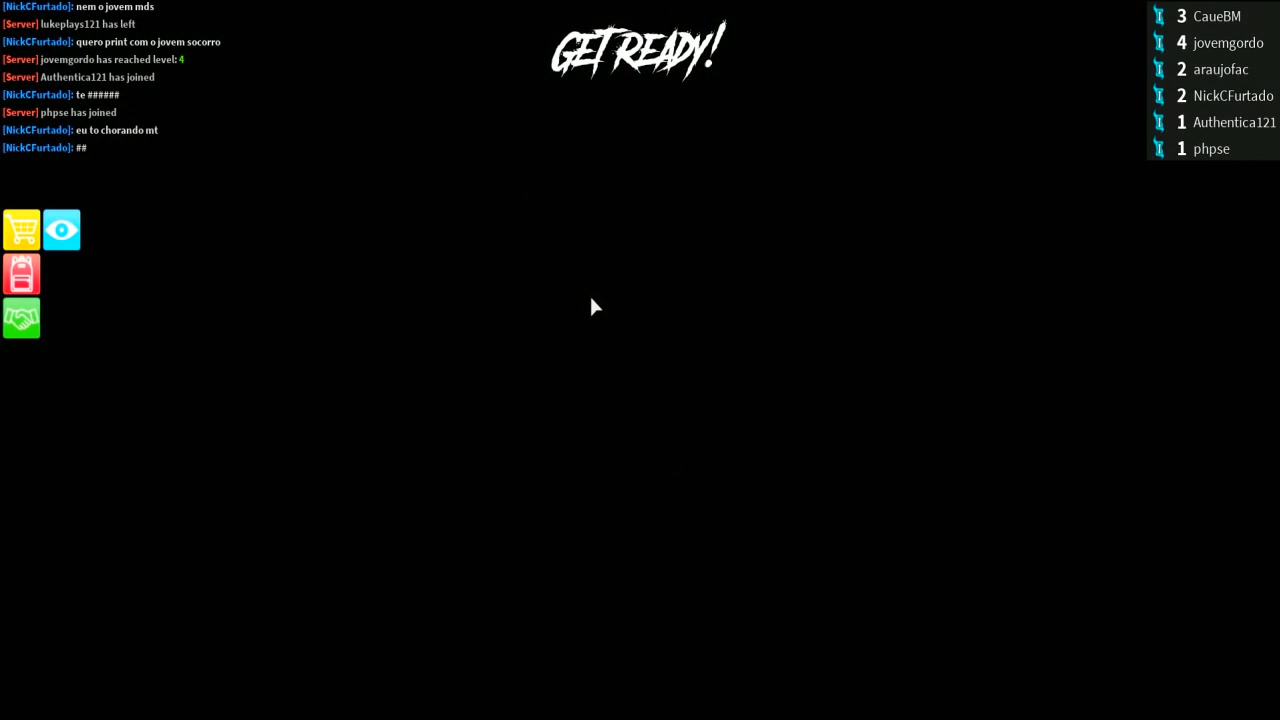 [NickCFurtado]: nem o jovem mds
[Server] lukeplays121 has left
[NickCFurtado]: quero print com o jovem socorro
[Server] jovemgordo has reached level: 4
[Server] Authentica121 has joined
[NickCFurtado]: te ######
[Server] phpse has joined
[NickCFurtado]: eu to chorando mt
[NickCFurtado]: ##
GET READY!
3 CaueBM
4 jovemgordo
2 araujofac
2 NickCFurtado
1 Authentica121
1 phpse